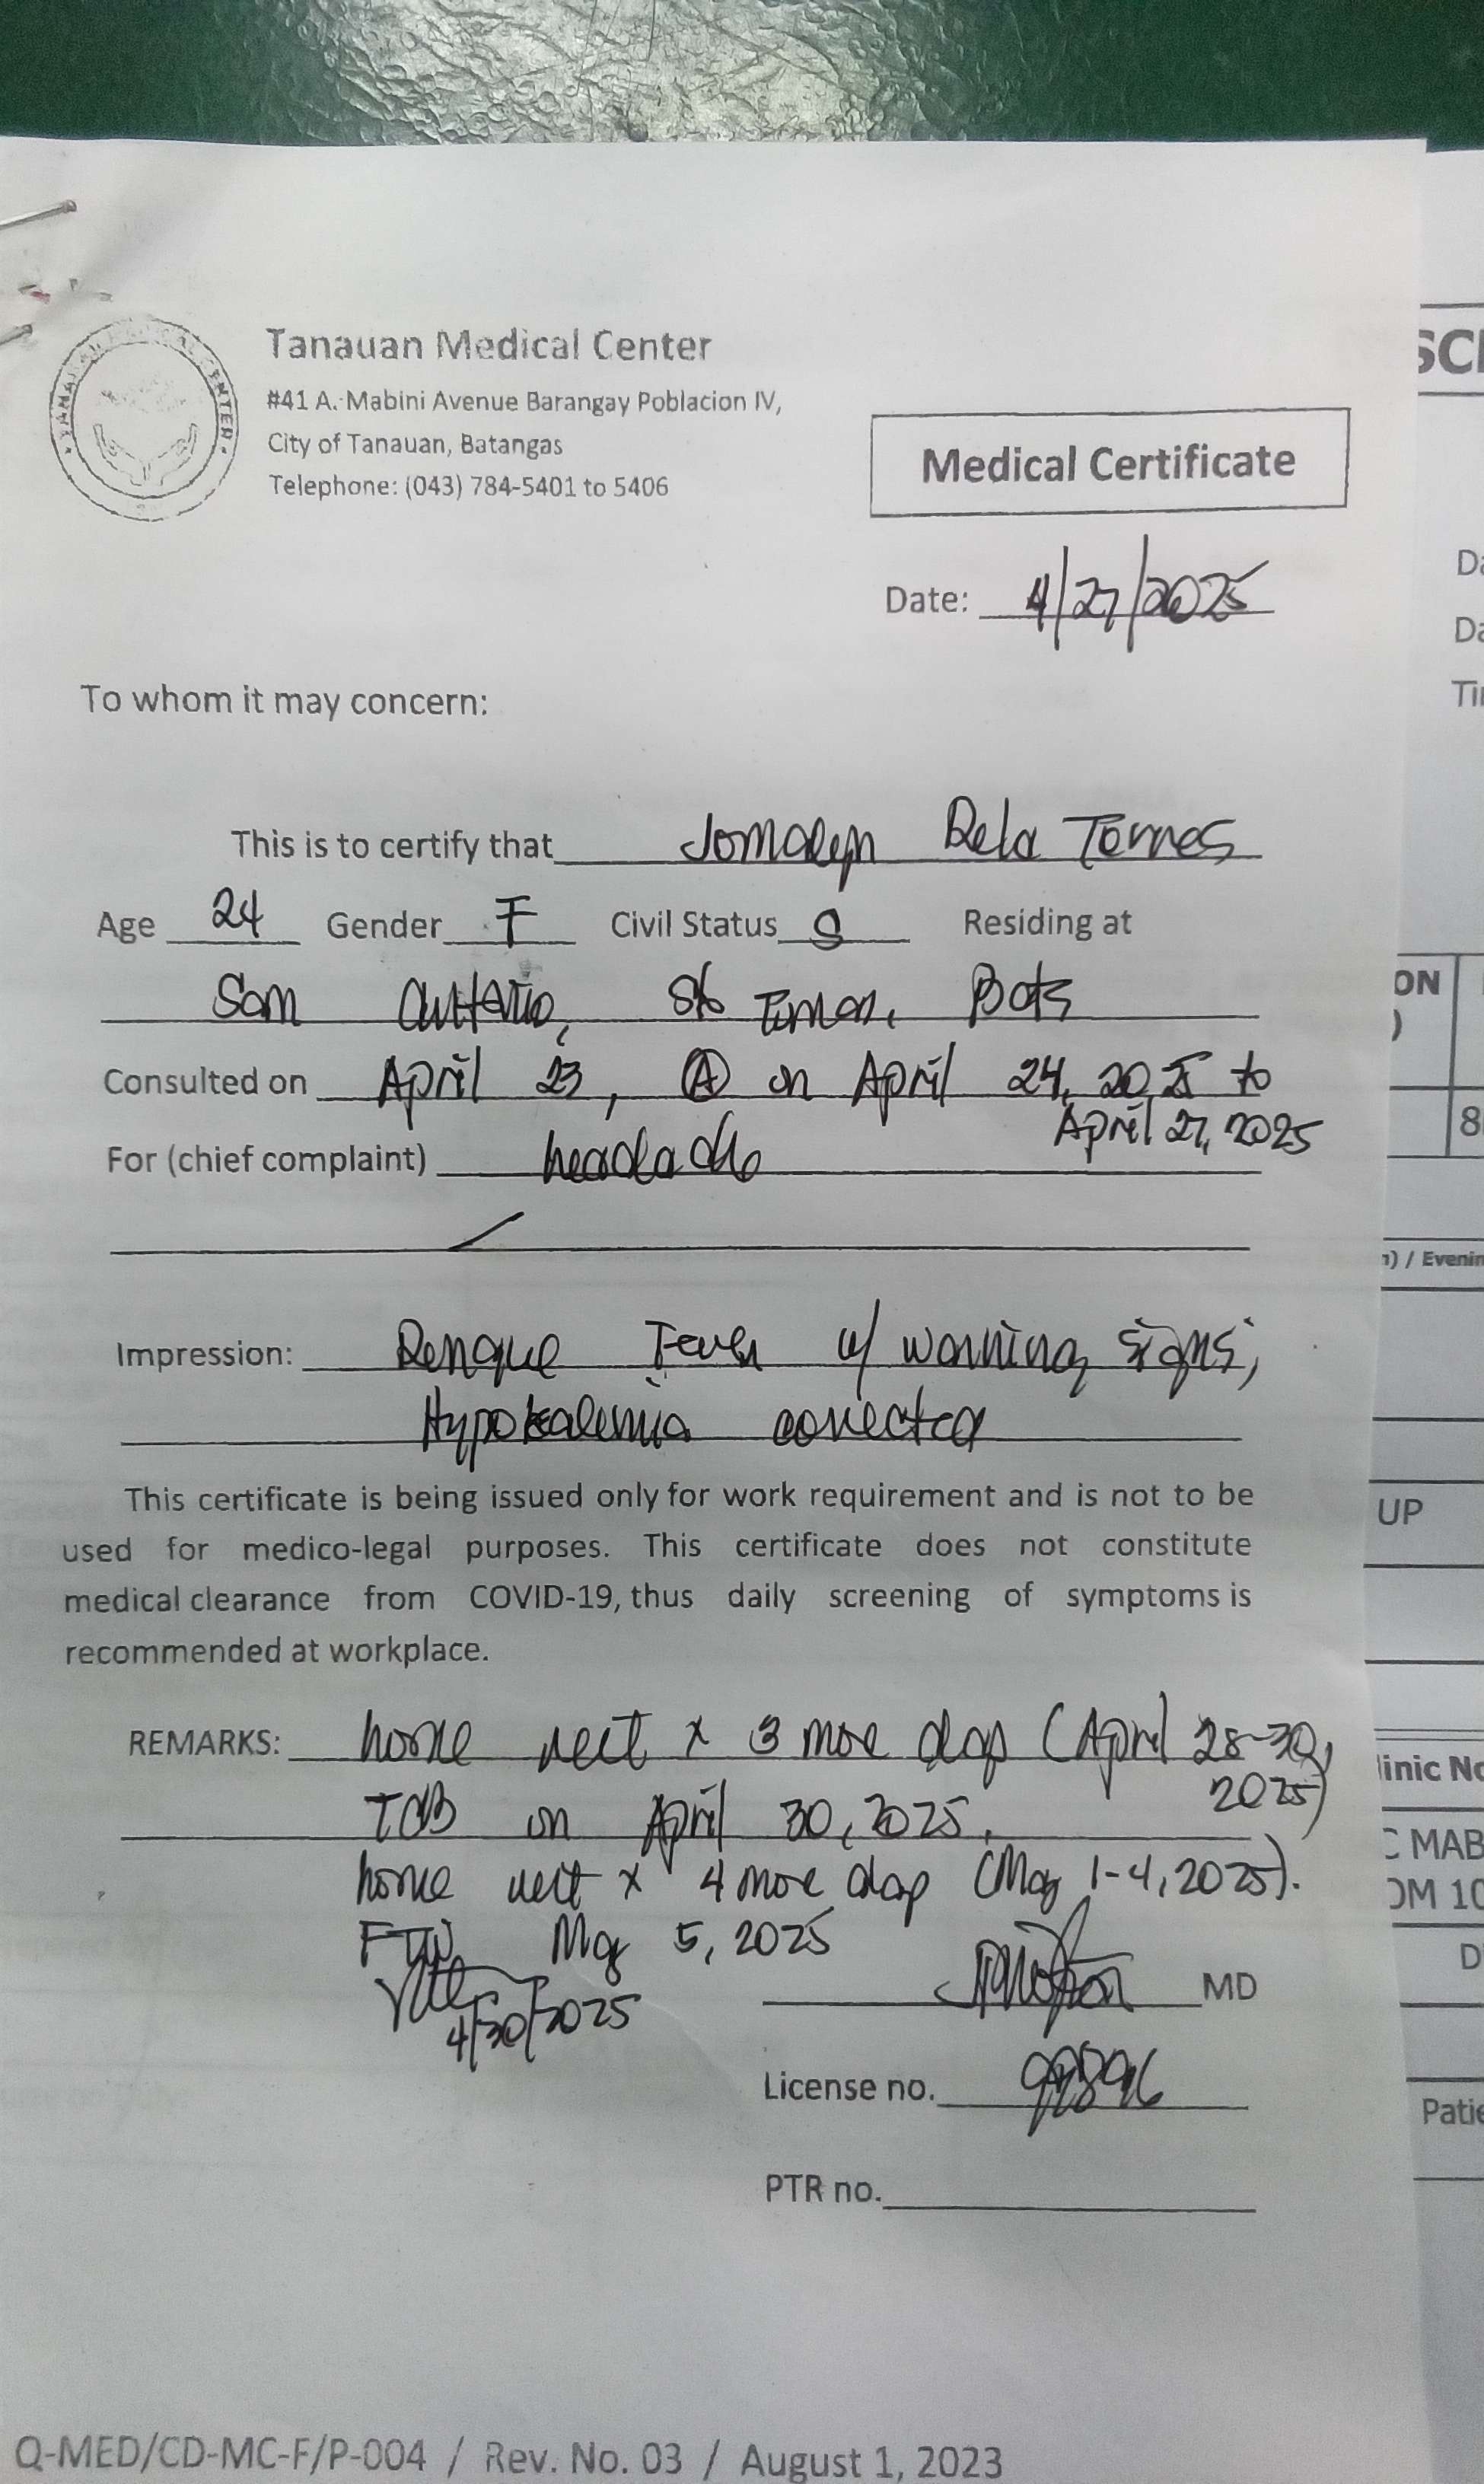 Tanauan Medical Center
#41 A. Mabini Avenue Barangay Poblacion IV,
City of Tanauan, Batangas
Telephone: (043) 784-5401 to 5406
Medical Certificate
Date: 4/27/2025
To whom it may concern:
This is to certify that Jomalyn Dela Torres
Age 24 Gender F Civil Status S Residing at
San Antonio, Sto Tomas, Bats
Consulted on April 23, Ⓐ on April 24, 2025 to
April 27, 2025
For (chief complaint) headache
Impression: Dengue Fever w/ warning signs;
Hypokalemia corrected
This certificate is being issued only for work requirement and is not to be
used for medico-legal purposes. This certificate does not constitute
medical clearance from COVID-19, thus daily screening of symptoms is
recommended at workplace.
REMARKS: home rest x 3 more days (April 28-30,
2025)
TCB on April 30, 2025.
home rest x 4 more days (May 1-4, 2025).
FTW May 5, 2025
4/30/2025
MD
License no.
PTR no.
Q-MED/CD-MC-F/P-004 / Rev. No. 03 / August 1, 2023
SC
Da
Da
Ti
ON
)
8
n) / Evenin
UP
linic No
C MAB
OM 10
D
Patie